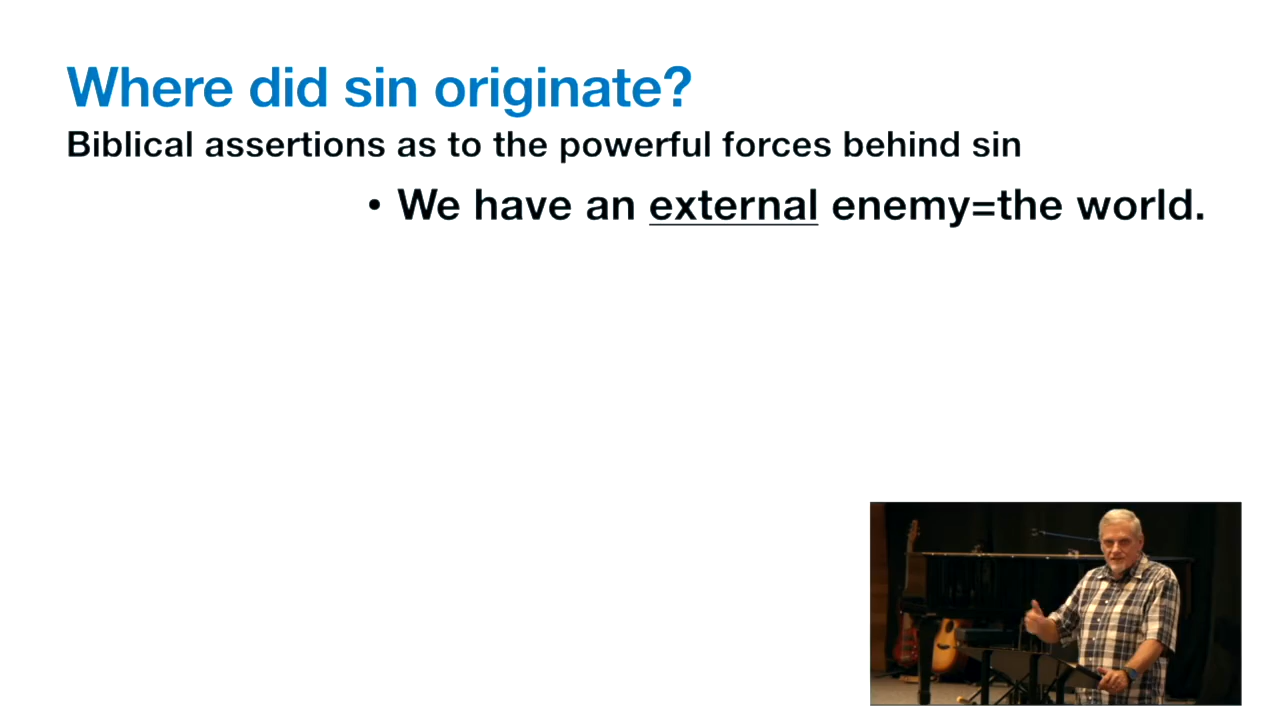 Where did sin originate?
Biblical assertions as to the powerful forces behind sin
• We have an external enemy=the world.